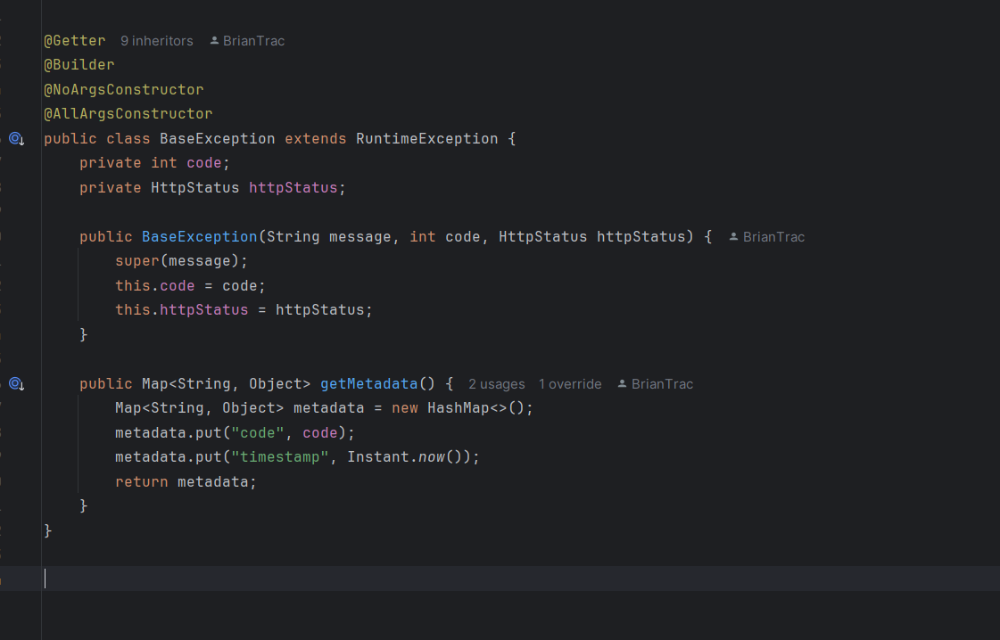 @Getter 9 inheritors BrianTrac
@Builder
@NoArgsConstructor
@AllArgsConstructor
public class BaseException extends RuntimeException {
    private int code;
    private HttpStatus httpStatus;

    public BaseException(String message, int code, HttpStatus httpStatus) { BrianTrac
        super(message);
        this.code = code;
        this.httpStatus = httpStatus;
    }

    public Map<String, Object> getMetadata() { 2 usages 1 override BrianTrac
        Map<String, Object> metadata = new HashMap<>();
        metadata.put("code", code);
        metadata.put("timestamp", Instant.now());
        return metadata;
    }
}